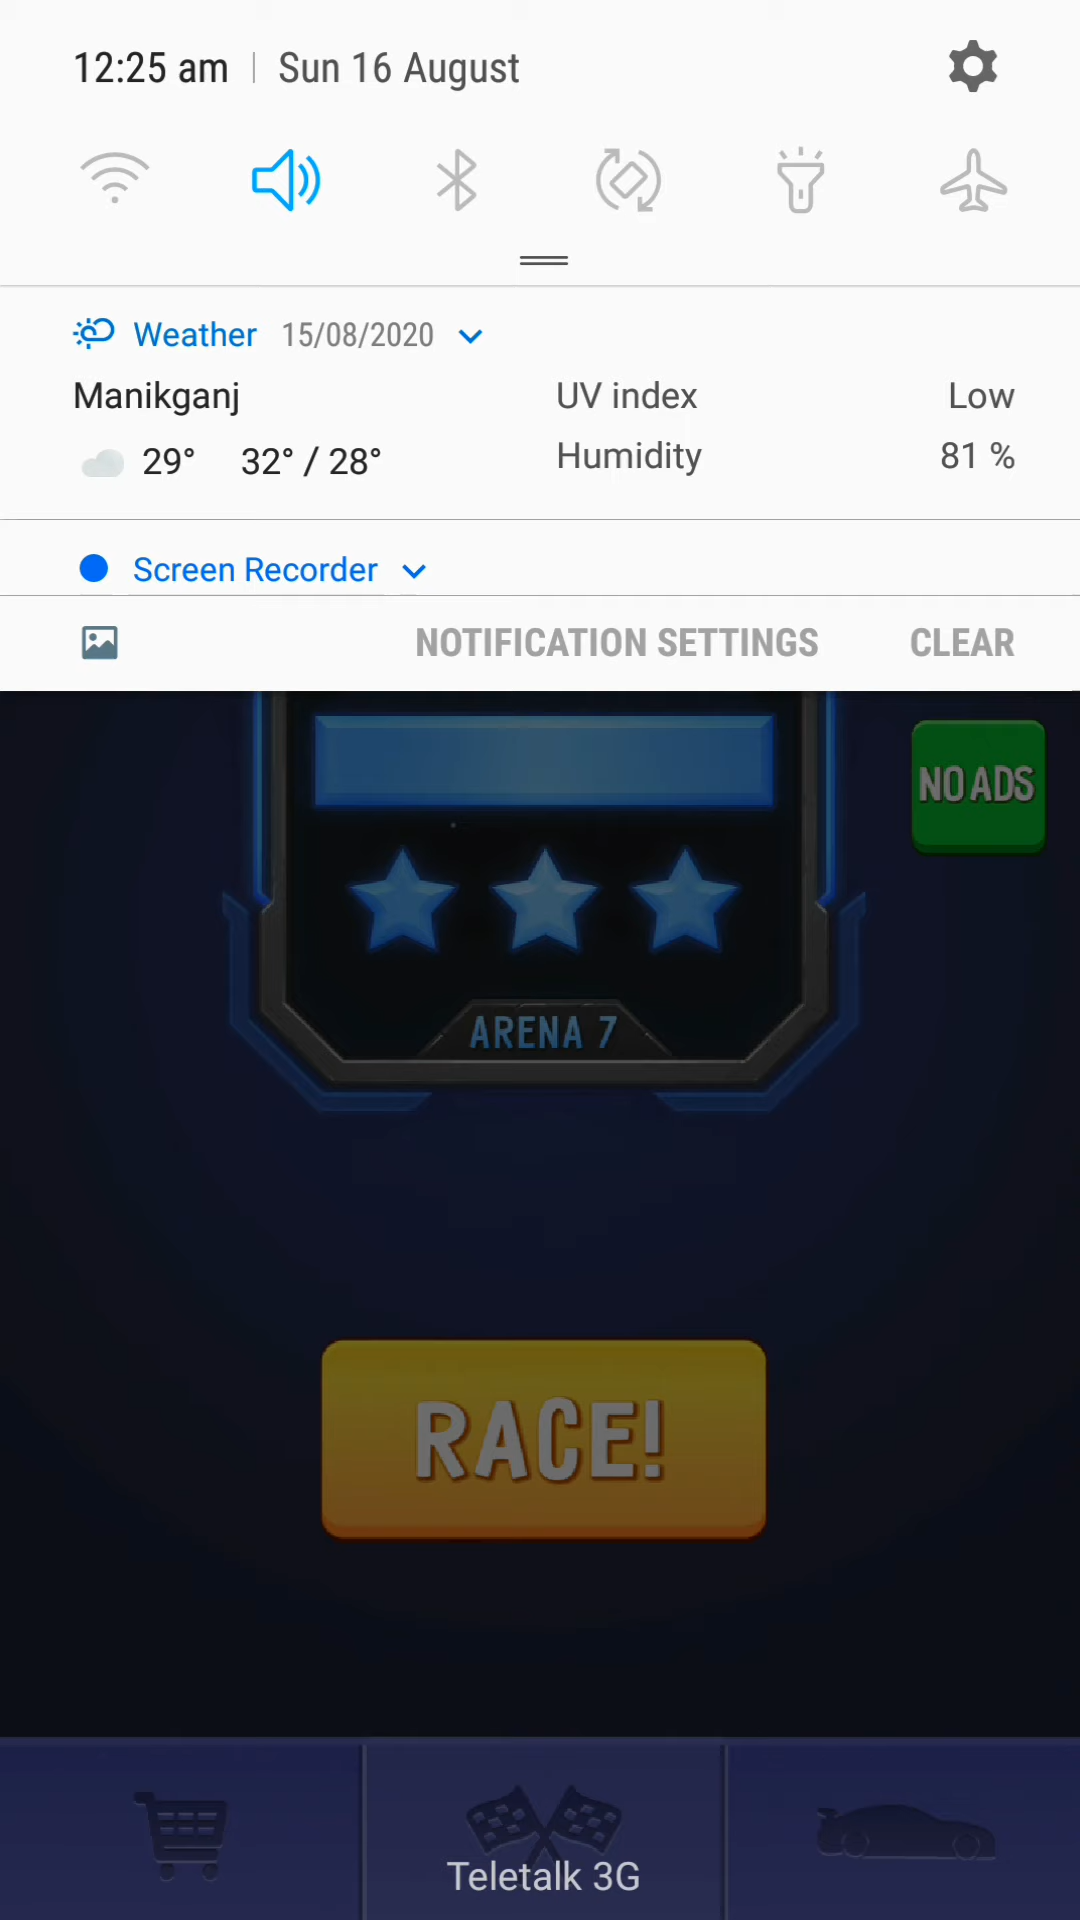 12:25 am | Sun 16 August
Weather 15/08/2020
Manikganj UV index Low
29° 32° / 28° Humidity 81 %
Screen Recorder
NOTIFICATION SETTINGS CLEAR
NO ADS
ARENA 7
RACE!
Teletalk 3G